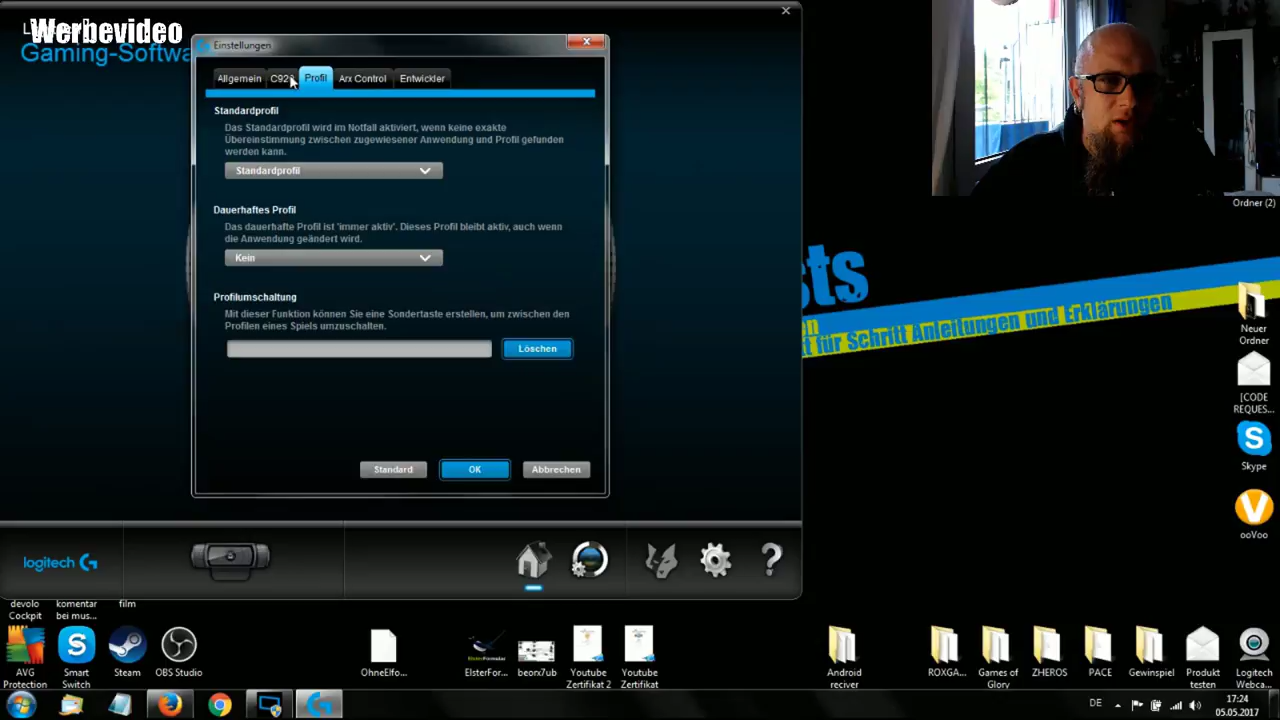 Werbevideo
Gaming-Softwa
Einstellungen
Allgemein
C920
Profil
Arx Control
Entwickler
Standardprofil
Das Standardprofil wird im Notfall aktiviert, wenn keine exakte
Übereinstimmung zwischen zugewiesener Anwendung und Profil gefunden
werden kann.
Standardprofil
Dauerhaftes Profil
Das dauerhafte Profil ist 'immer aktiv'. Dieses Profil bleibt aktiv, auch wenn
die Anwendung geändert wird.
Kein
Profilumschaltung
Mit dieser Funktion können Sie eine Sondertaste erstellen, um zwischen den
Profilen eines Spiels umzuschalten.
Löschen
Standard
OK
Abbrechen
logitech
sts
t für Schritt Anleitungen und Erklärungen
Ordner (2)
Neuer
Ordner
[CODE
REQUES...
Skype
ooVoo
devolo
Cockpit
komentar
bei mus...
film
AVG
Protection
Smart
Switch
Steam
OBS Studio
OhneElfo...
ElsterFor...
beonx7ub
Youtube
Zertifikat 2
Youtube
Zertifikat
Android
reciver
ROXGA...
Games of
Glory
ZHEROS
PACE
Gewinspiel
Produkt
testen
Logitech
Webca...
DE
17:24
05.05.2017